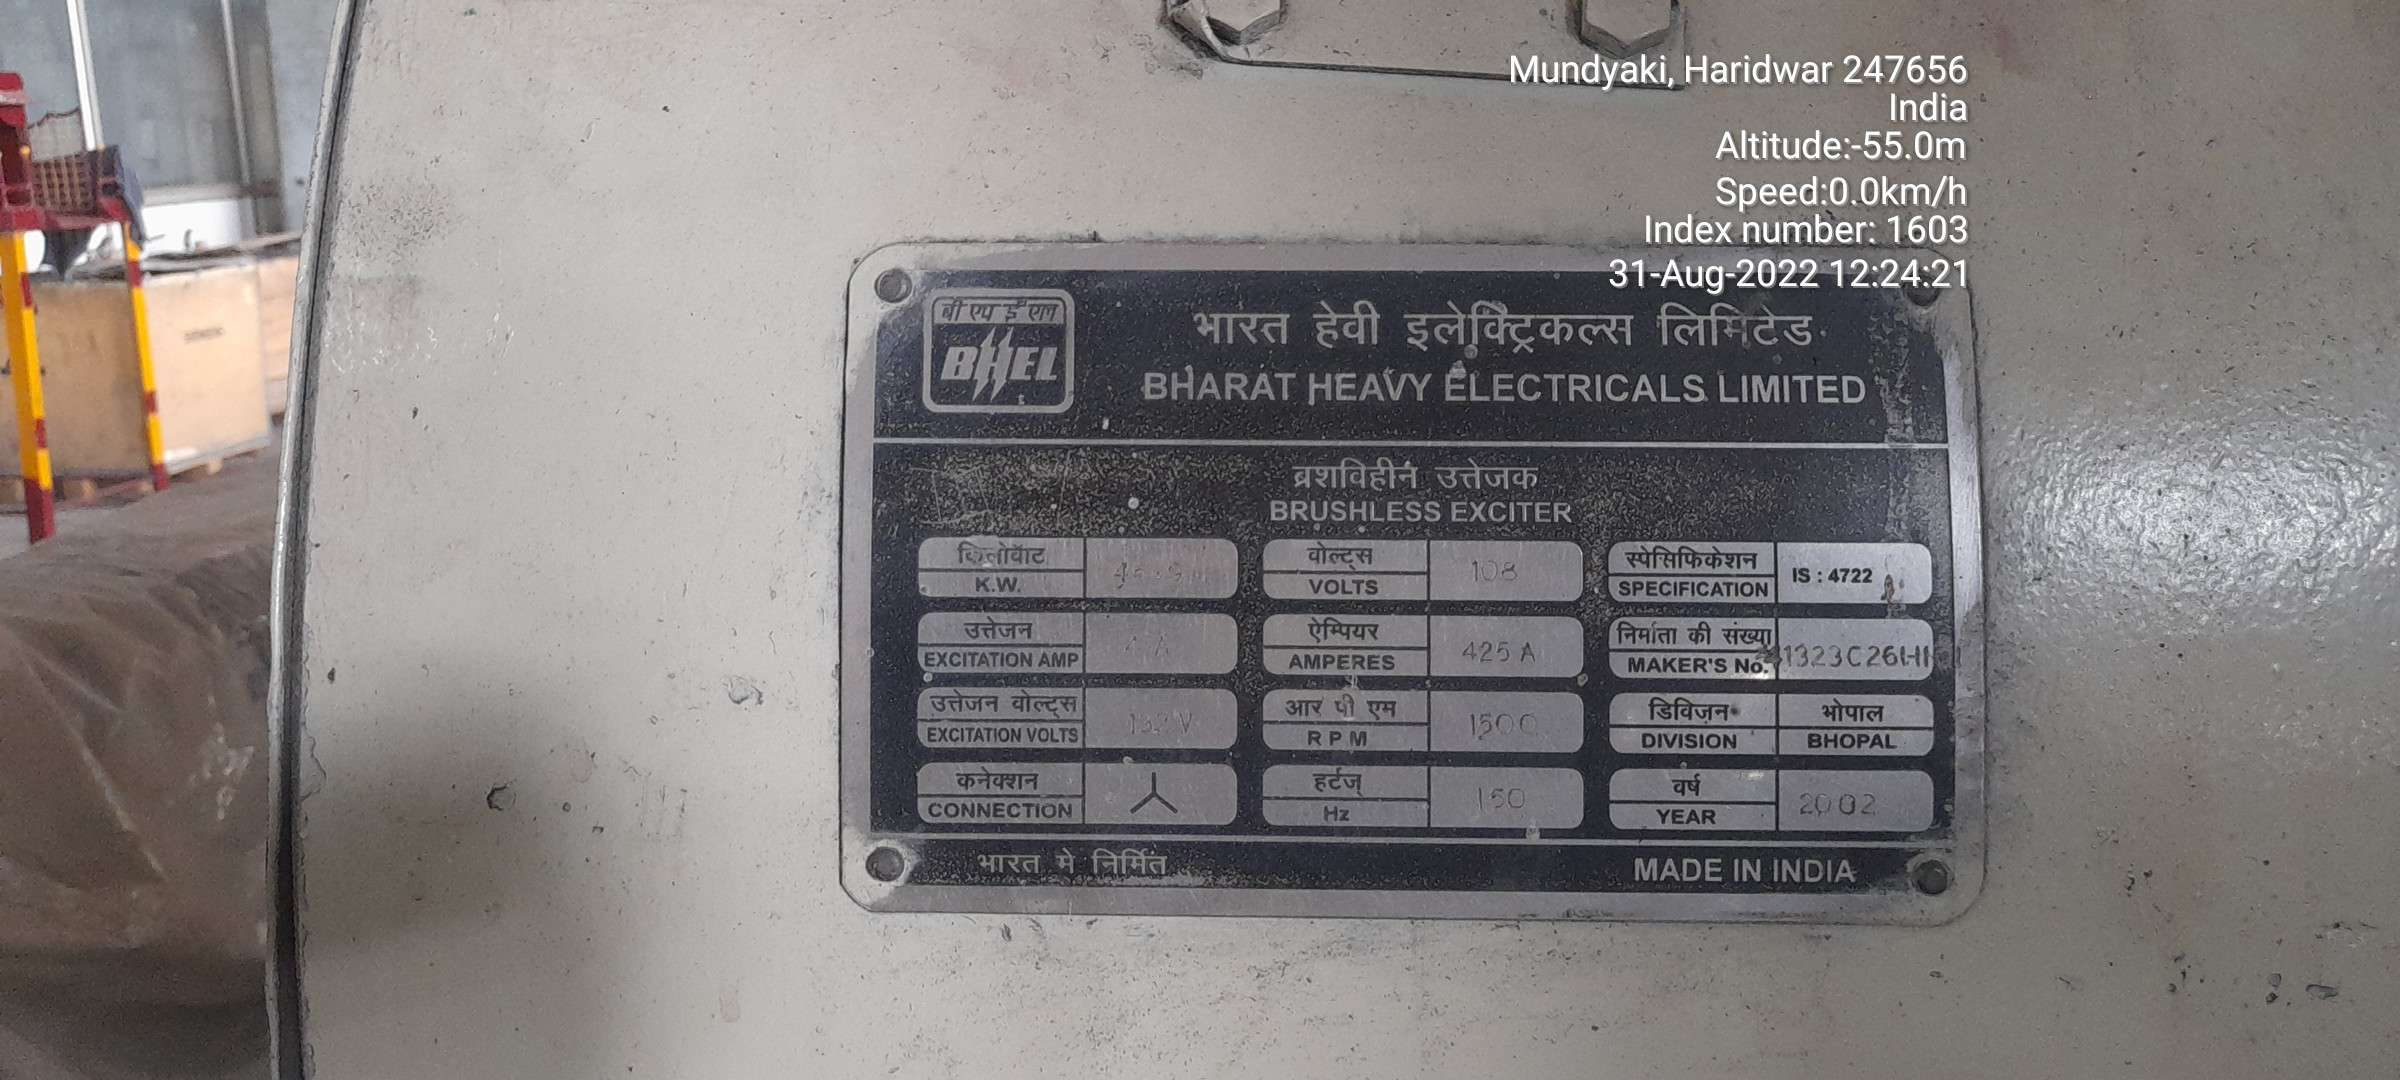 Mundyaki, Haridwar 247656
India
Altitude:-55.0m
Speed:0.0km/h
Index number: 1603
31-Aug-2022 12:24:21
बी एच ई एल
BHEL
भारत हेवी इलेक्ट्रिकल्स लिमिटेड
BHARAT HEAVY ELECTRICALS LIMITED
ब्रशविहीन उत्तेजक
BRUSHLESS EXCITER
किलोवॅाट
K.W.
वोल्ट्स
VOLTS
108
स्पेसिफिकेशन
SPECIFICATION
IS : 4722
उत्तेजन
EXCITATION AMP
ऐम्पियर
AMPERES
425 A
निर्माता की संख्या
MAKER'S No.
उत्तेजन वोल्ट्स
EXCITATION VOLTS
आर पी एम
R P M
1500
डिविज़न
DIVISION
भोपाल
BHOPAL
कनेक्शन
CONNECTION
हर्टज्
Hz
150
वर्ष
YEAR
2002
भारत मे निर्मित
MADE IN INDIA